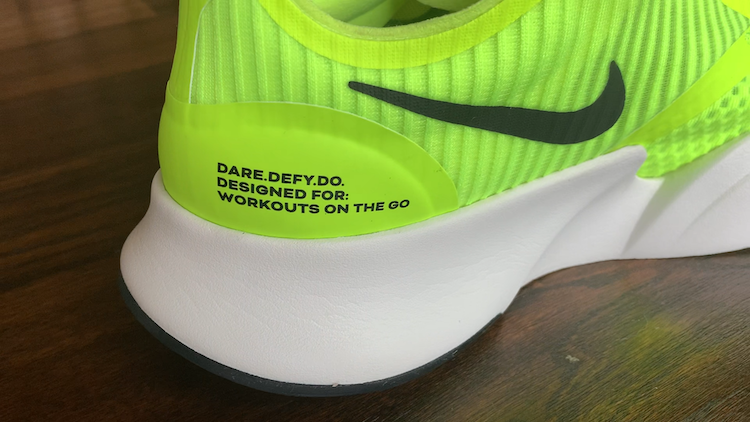 DARE.DEFY.DO.
DESIGNED FOR:
WORKOUTS ON THE GO